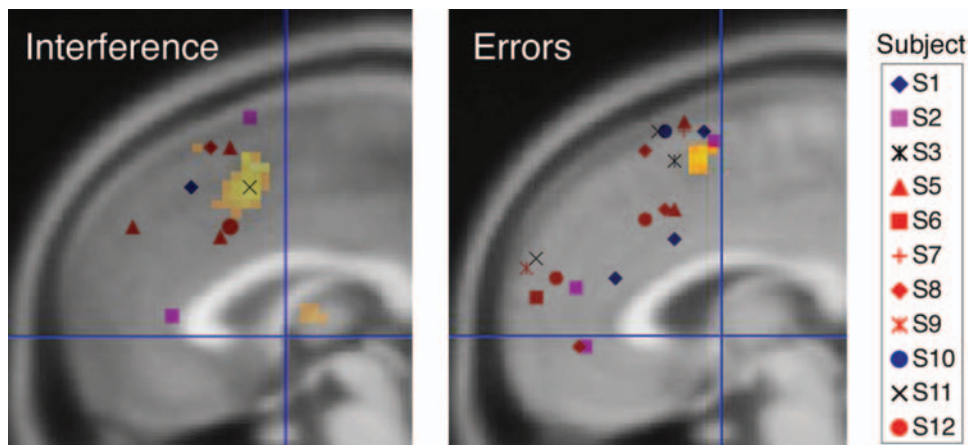 Interference
Errors
Subject
S1
S2
S3
S5
S6
S7
S8
S9
S10
S11
S12